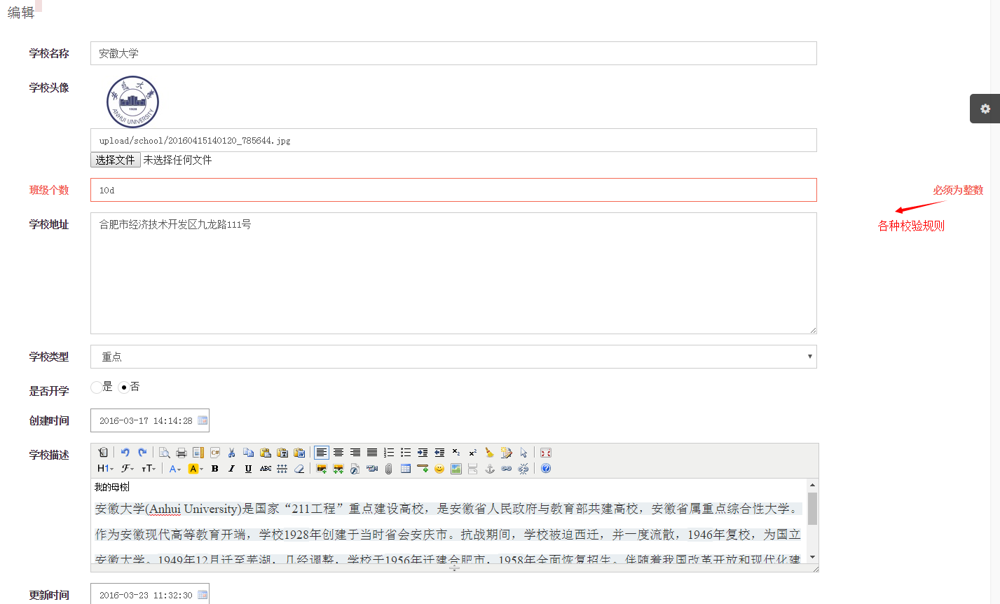 编辑
学校名称
安徽大学
学校头像
安徽大学
1928
ANHUI UNIVERSITY
upload/school/20160415140120_785644.jpg
选择文件 未选择任何文件
班级个数
10d
必须为整数
各种校验规则
学校地址
合肥市经济技术开发区九龙路111号
学校类型
重点
是否开学
是 否
创建时间
2016-03-17 14:14:28
学校描述
H1 F TT A A B I U ABC
我的母校
安徽大学(Anhui University)是国家“211工程”重点建设高校，是安徽省人民政府与教育部共建高校，安徽省属重点综合性大学。
作为安徽现代高等教育开端，学校1928年创建于当时省会安庆市。抗战期间，学校被迫西迁，并一度流散，1946年复校，为国立
安徽大学。1949年12月迁至芜湖，几经调整，学校于1956年迁建合肥市，1958年全面恢复招生。伴随着我国改革开放和现代化建
更新时间
2016-03-23 11:32:30